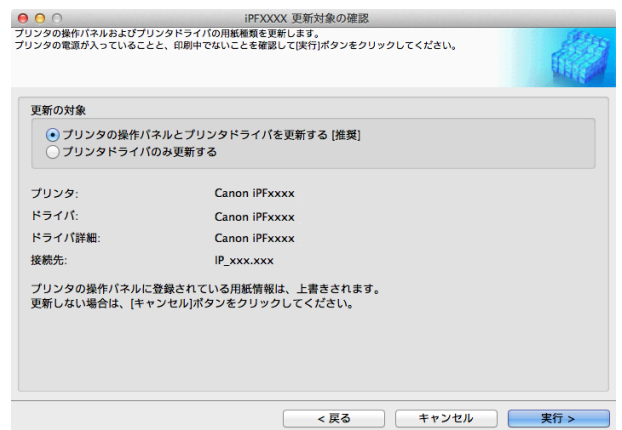 iPFXXXX 更新対象の確認
プリンタの操作パネルおよびプリンタドライバの用紙種類を更新します。
プリンタの電源が入っていることと、印刷中でないことを確認して[実行]ボタンをクリックしてください。
更新の対象
プリンタの操作パネルとプリンタドライバを更新する [推奨]
プリンタドライバのみ更新する
プリンタ: Canon iPFxxxx
ドライバ: Canon iPFxxxx
ドライバ詳細: Canon iPFxxxx
接続先: IP_xxx.xxx
プリンタの操作パネルに登録されている用紙情報は、上書きされます。
更新しない場合は、[キャンセル]ボタンをクリックしてください。
< 戻る キャンセル 実行 >